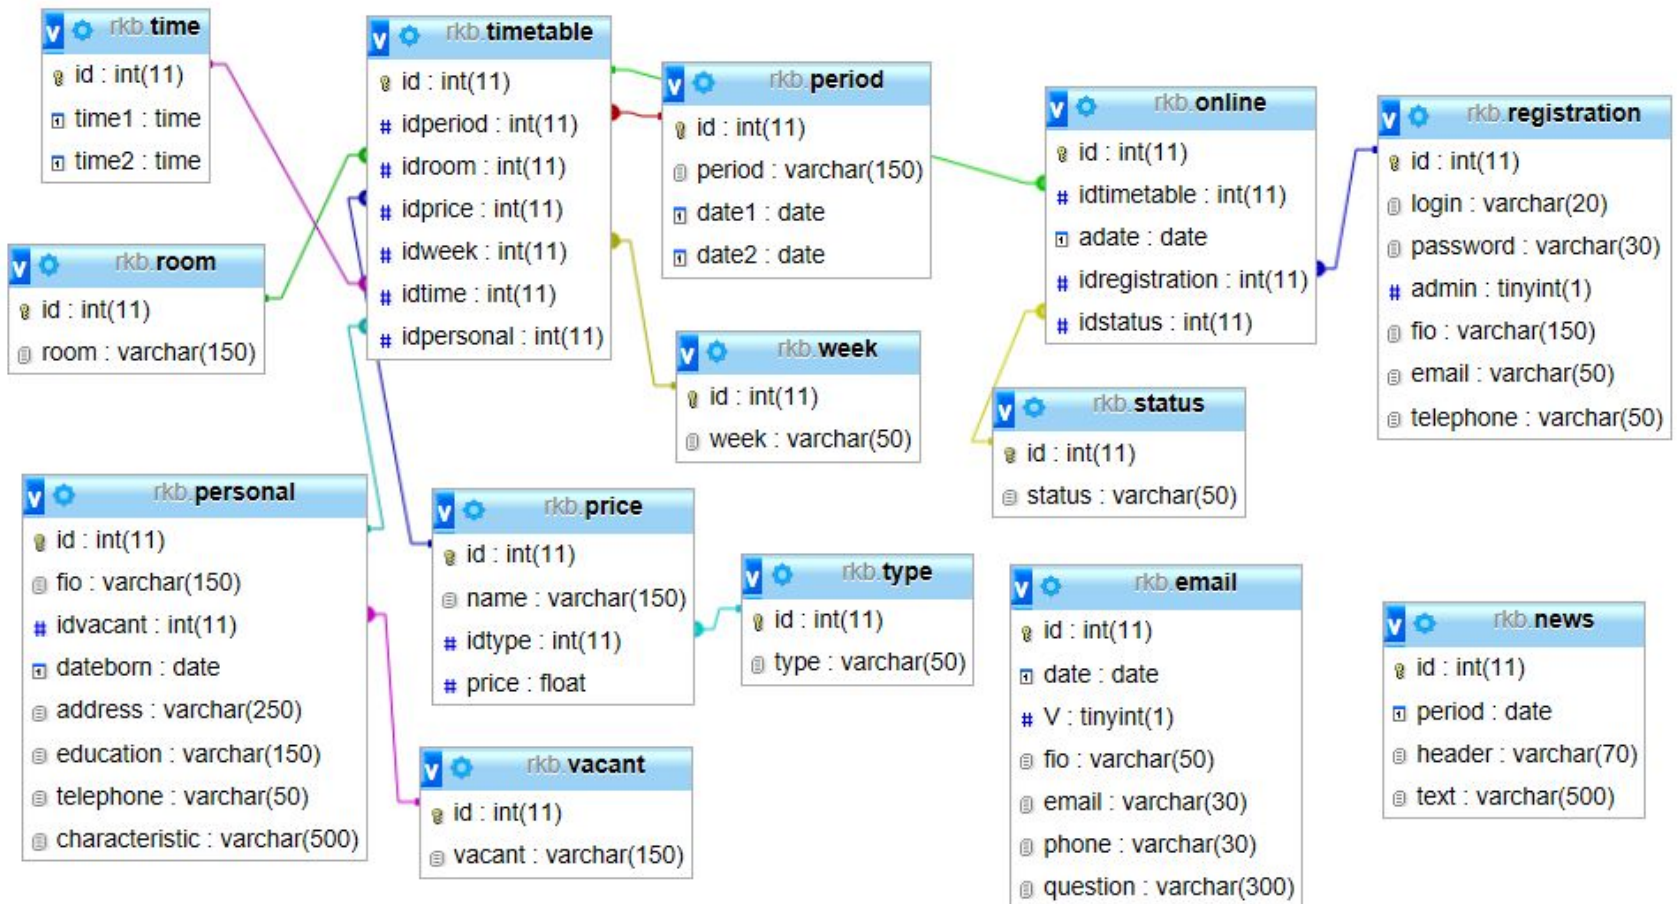 rkb.time
id : int(11)
time1 : time
time2 : time
rkb.timetable
id : int(11)
idperiod : int(11)
idroom : int(11)
idprice : int(11)
idweek : int(11)
idtime : int(11)
idpersonal : int(11)
rkb.period
id : int(11)
period : varchar(150)
date1 : date
date2 : date
rkb.online
id : int(11)
idtimetable : int(11)
adate : date
idregistration : int(11)
idstatus : int(11)
rkb.registration
id : int(11)
login : varchar(20)
password : varchar(30)
admin : tinyint(1)
fio : varchar(150)
email : varchar(50)
telephone : varchar(50)
rkb.room
id : int(11)
room : varchar(150)
rkb.week
id : int(11)
week : varchar(50)
rkb.status
id : int(11)
status : varchar(50)
rkb.personal
id : int(11)
fio : varchar(150)
idvacant : int(11)
dateborn : date
address : varchar(250)
education : varchar(150)
telephone : varchar(50)
characteristic : varchar(500)
rkb.price
id : int(11)
name : varchar(150)
idtype : int(11)
price : float
rkb.type
id : int(11)
type : varchar(50)
rkb.vacant
id : int(11)
vacant : varchar(150)
rkb.email
id : int(11)
date : date
V : tinyint(1)
fio : varchar(50)
email : varchar(30)
phone : varchar(30)
question : varchar(300)
rkb.news
id : int(11)
period : date
header : varchar(70)
text : varchar(500)